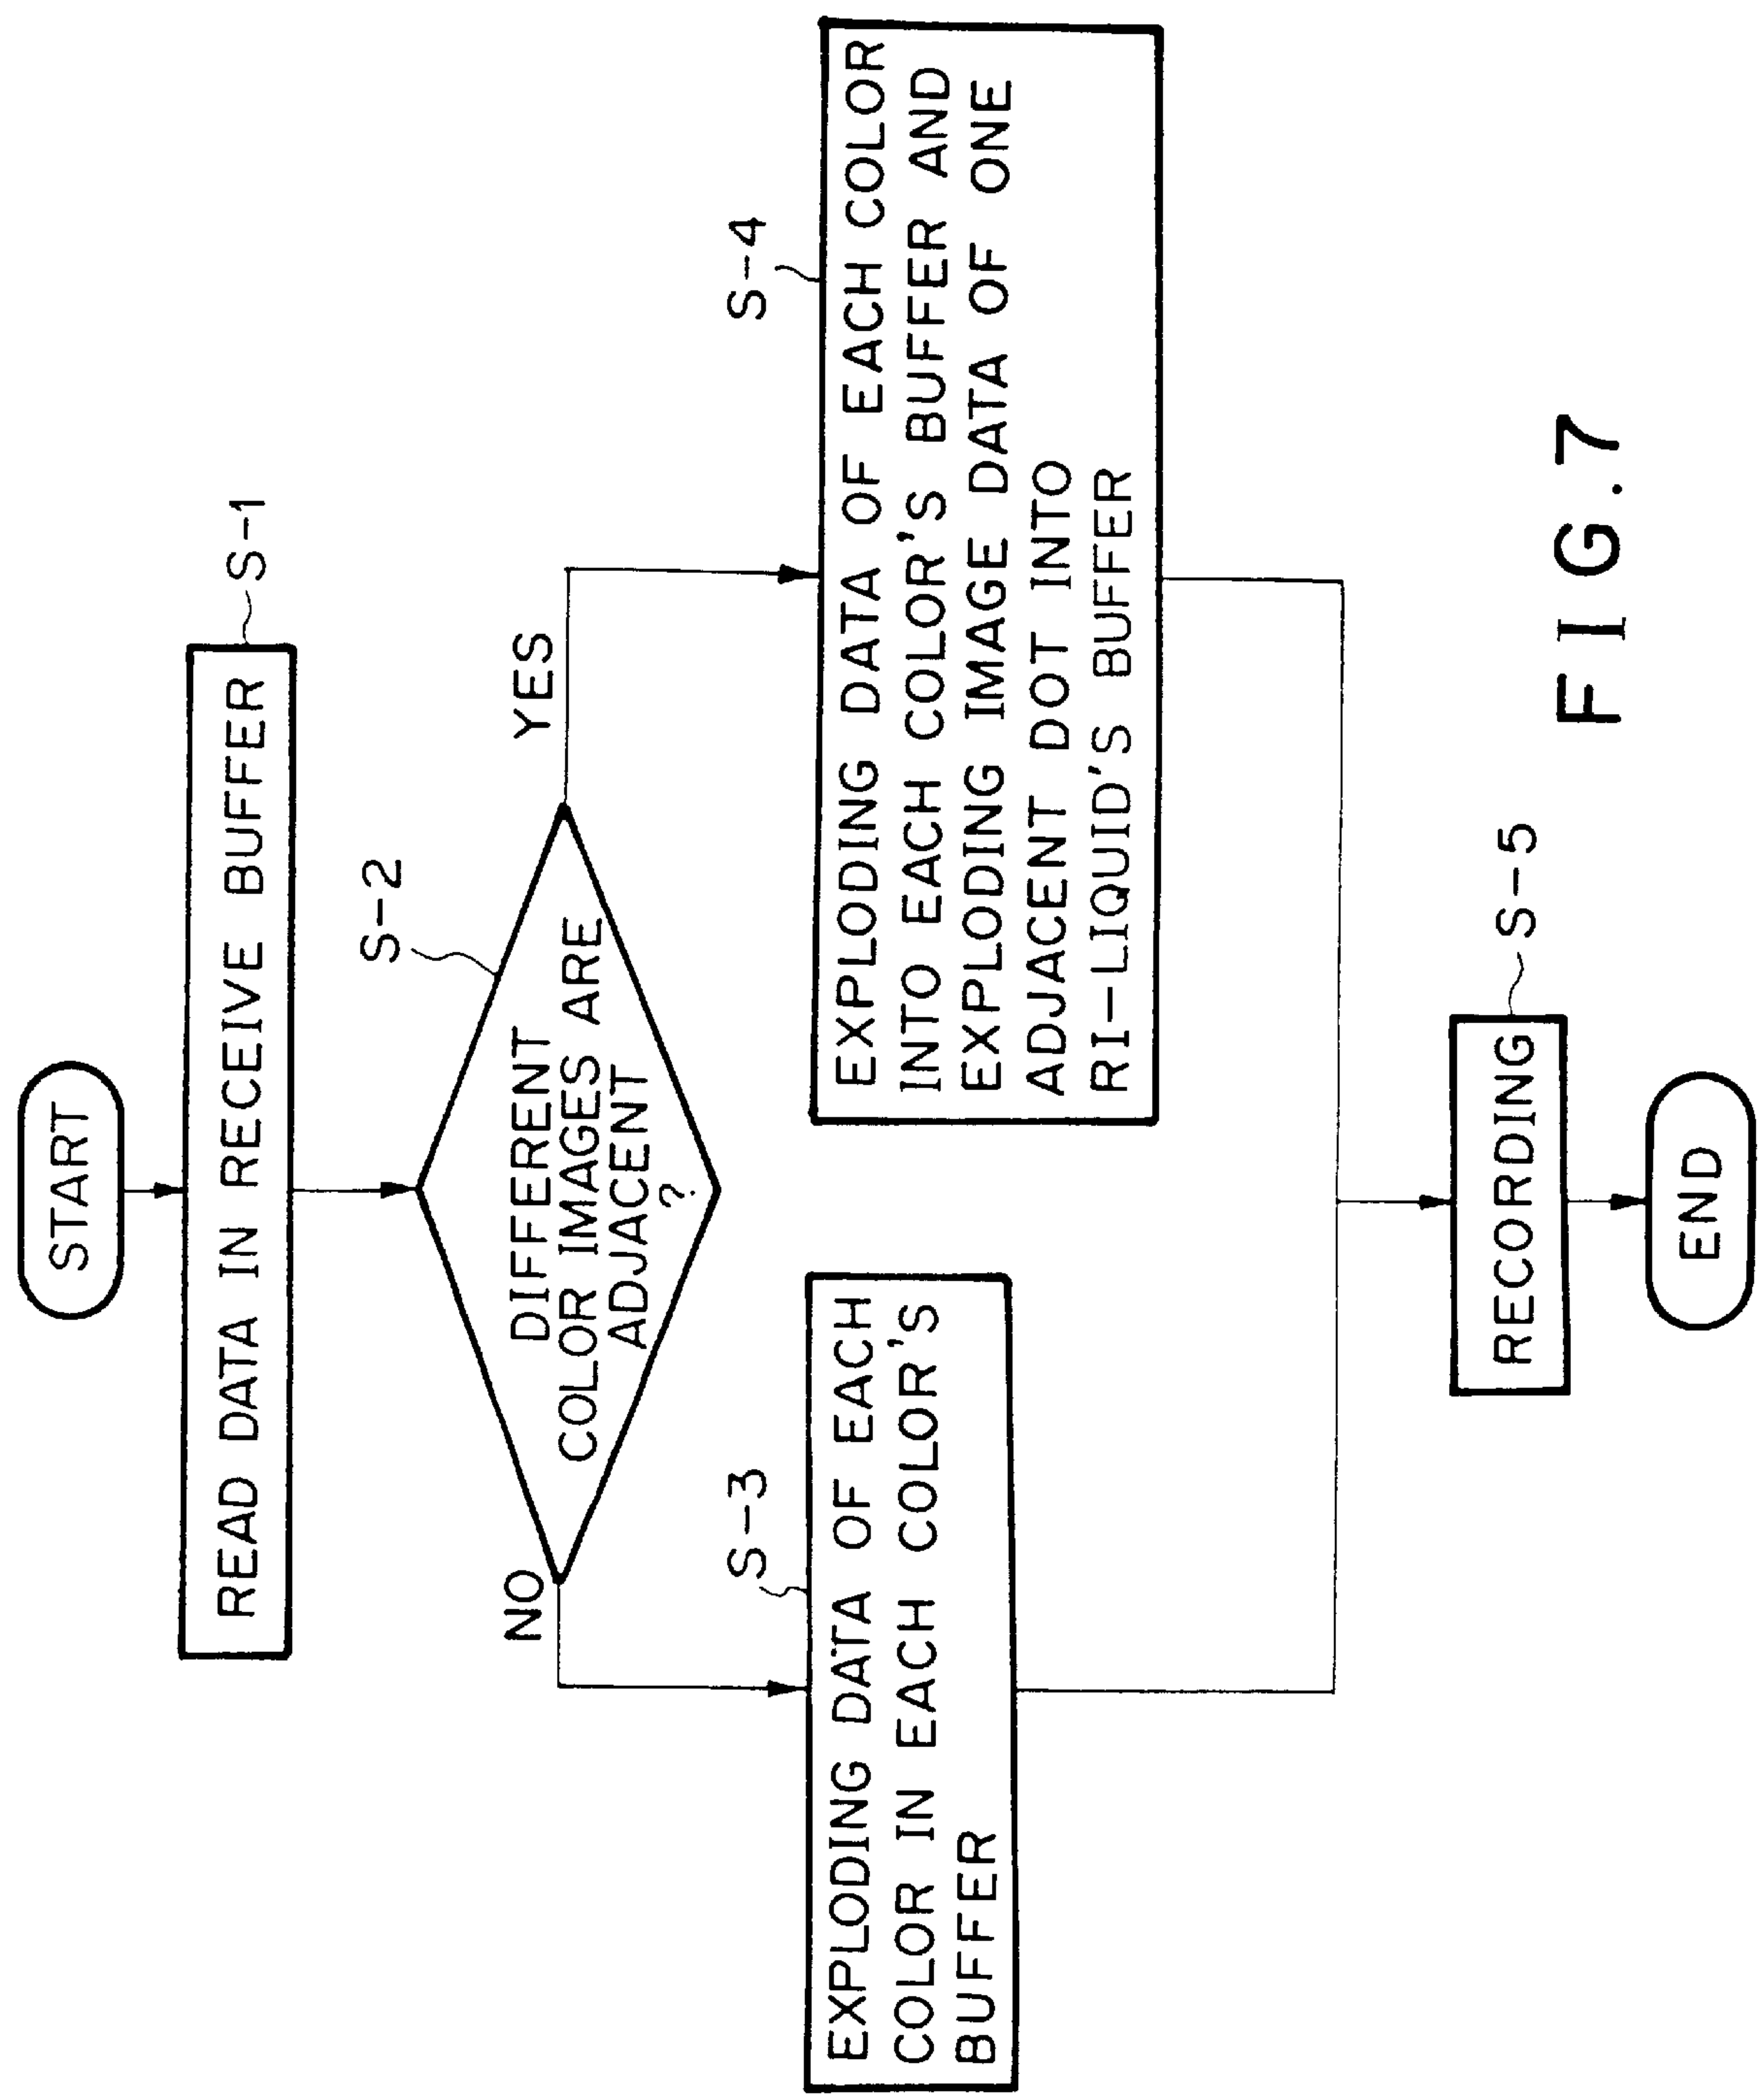 START
READ DATA IN RECEIVE BUFFER
S-1
S-2
DIFFERENT
COLOR IMAGES ARE
ADJACENT
?
NO
YES
S-3
EXPLODING DATA OF EACH
COLOR IN EACH COLOR'S
BUFFER
S-4
EXPLODING DATA OF EACH COLOR
INTO EACH COLOR'S BUFFER AND
EXPLODING IMAGE DATA OF ONE
ADJACENT DOT INTO
RI-LIQUID'S BUFFER
RECORDING
S-5
END
FIG.7